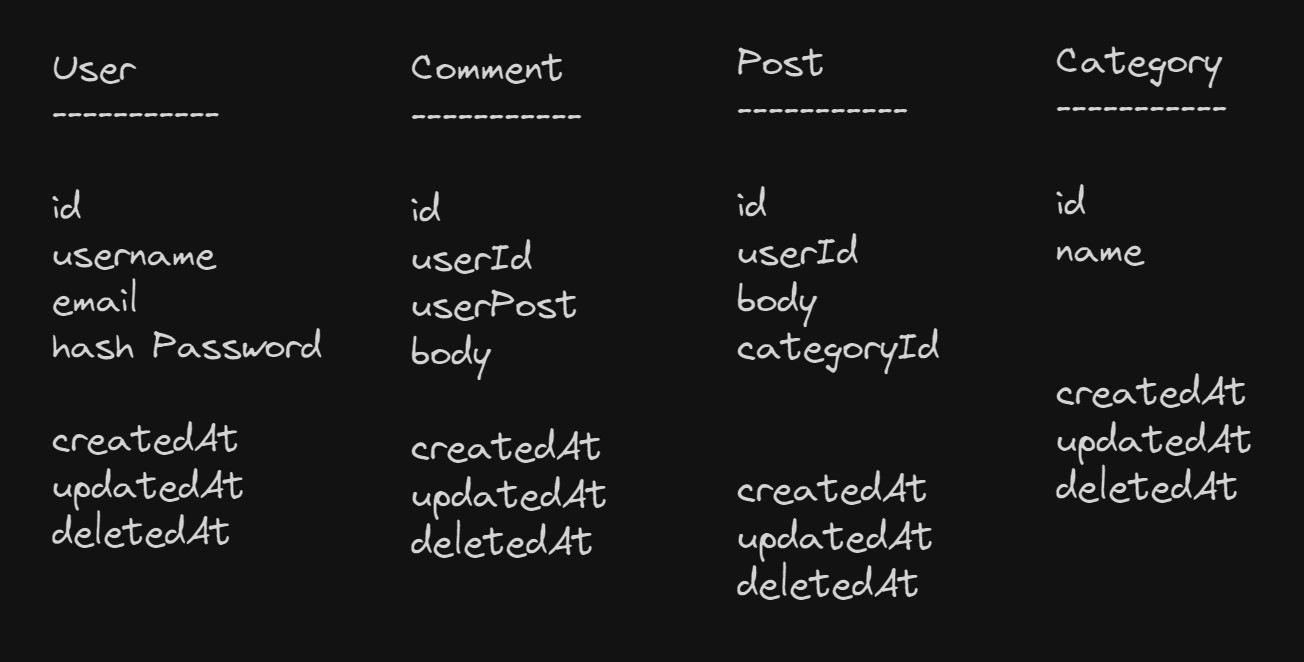 User
-----------
id
username
email
hash Password
createdAt
updatedAt
deletedAt
Comment
-----------
id
userId
userPost
body
createdAt
updatedAt
deletedAt
Post
-----------
id
userId
body
categoryId
createdAt
updatedAt
deletedAt
Category
-----------
id
name
createdAt
updatedAt
deletedAt